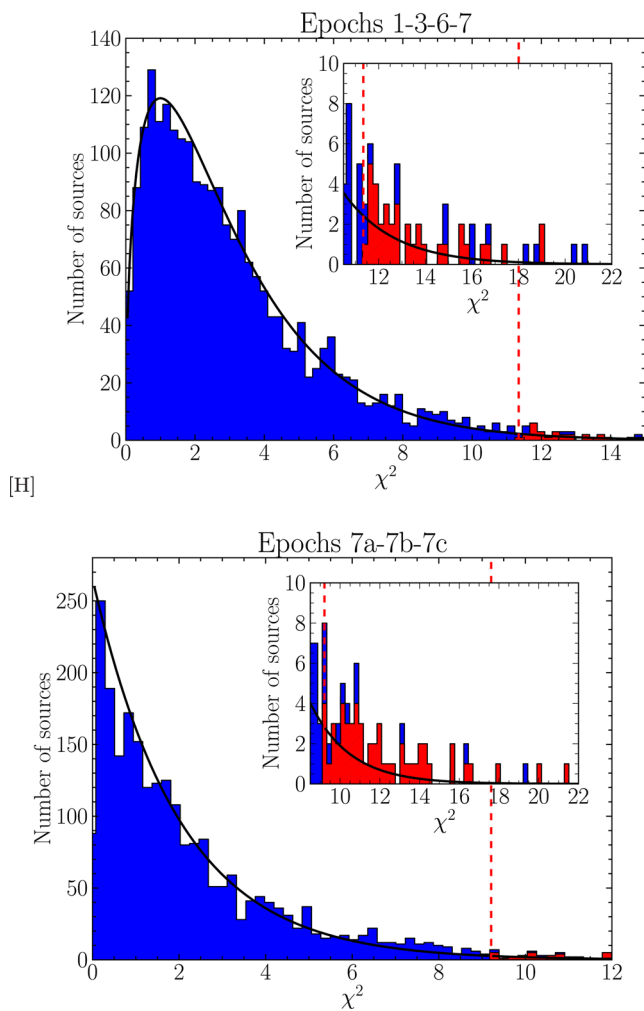 Epochs 1-3-6-7
140
120
100
80
60
40
20
0
Number of sources
0 2 4 6 8 10 12 14
χ²
10
8
6
4
2
0
Number of sources
12 14 16 18 20 22
χ²
[H]
Epochs 7a-7b-7c
250
200
150
100
50
0
Number of sources
0 2 4 6 8 10 12
χ²
10
8
6
4
2
0
Number of sources
10 12 14 16 18 20 22
χ²